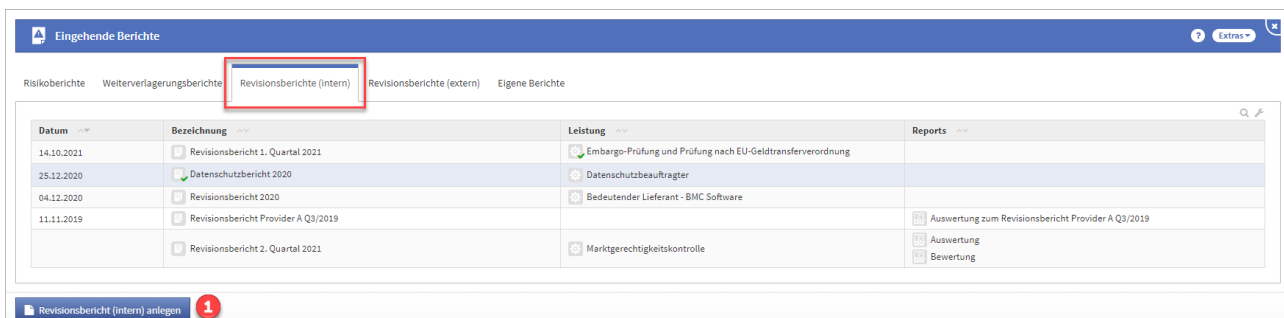 Eingehende Berichte
? Extras x
Risikoberichte Weiterverlagerungsberichte Revisionsberichte (intern) Revisionsberichte (extern) Eigene Berichte
Datum Bezeichnung Leistung Reports
14.10.2021 Revisionsbericht 1. Quartal 2021 Embargo-Prüfung und Prüfung nach EU-Geldtransferverordnung
25.12.2020 Datenschutzbericht 2020 Datenschutzbeauftragter
04.12.2020 Revisionsbericht 2020 Bedeutender Lieferant - BMC Software
11.11.2019 Revisionsbericht Provider A Q3/2019 Auswertung zum Revisionsbericht Provider A Q3/2019
Revisionsbericht 2. Quartal 2021 Marktgerechtigkeitskontrolle Auswertung
Bewertung
Revisionsbericht (intern) anlegen 1